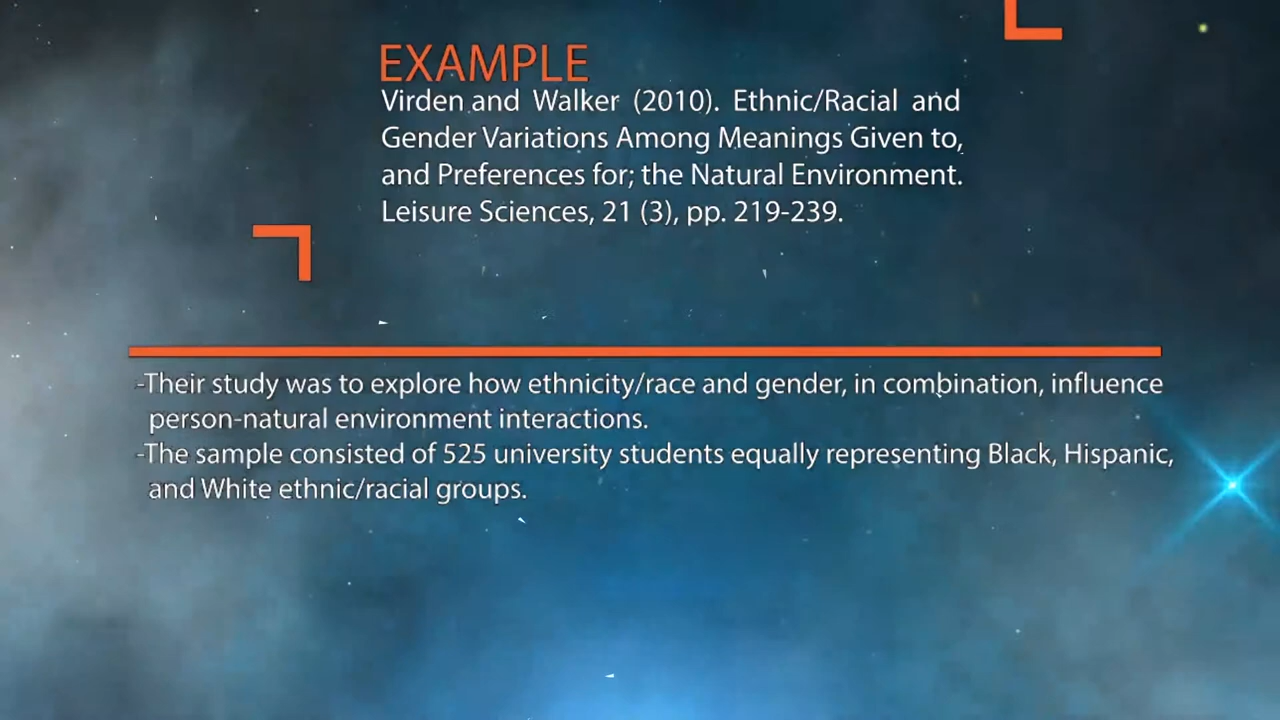 EXAMPLE
Virden and Walker (2010). Ethnic/Racial and
Gender Variations Among Meanings Given to,
and Preferences for; the Natural Environment.
Leisure Sciences, 21 (3), pp. 219-239.
-Their study was to explore how ethnicity/race and gender, in combination, influence
person-natural environment interactions.
-The sample consisted of 525 university students equally representing Black, Hispanic,
and White ethnic/racial groups.